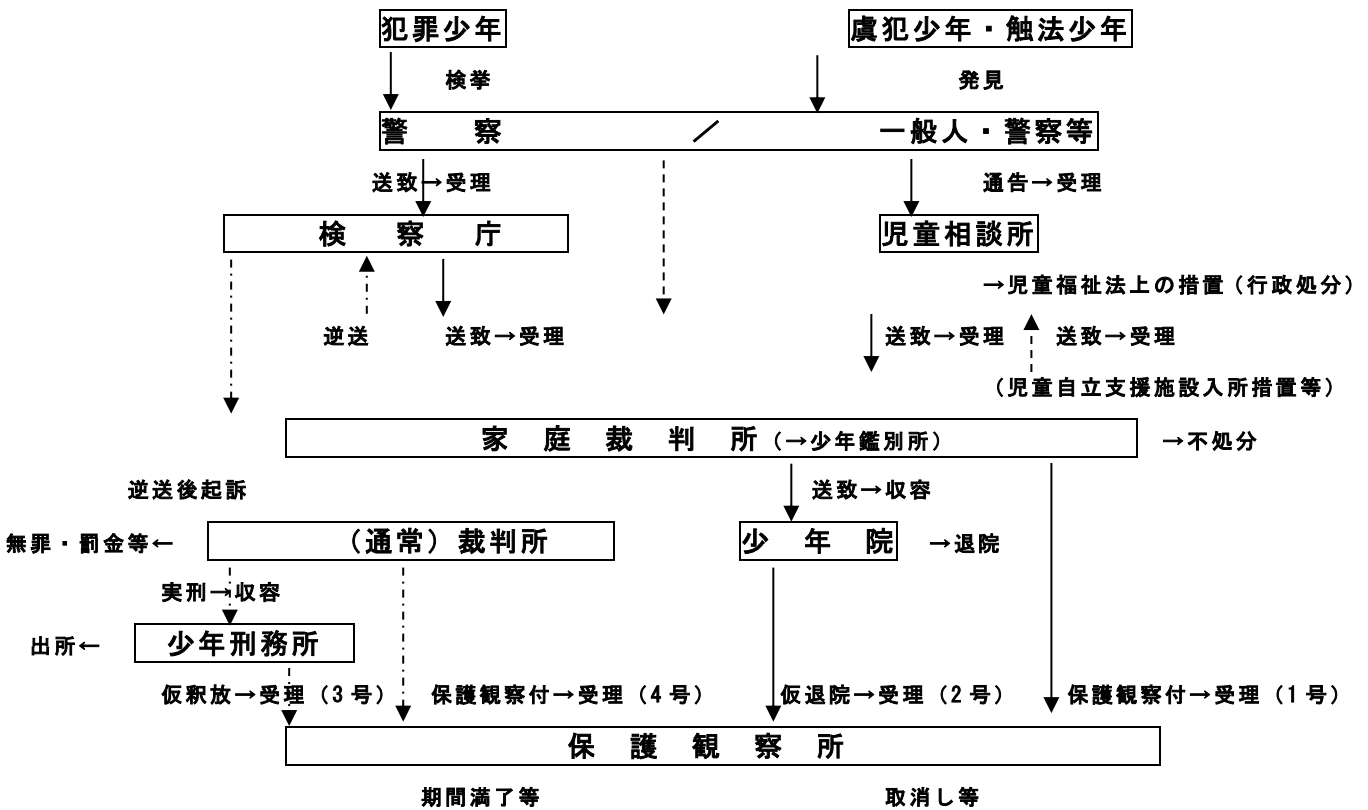 犯罪少年 虞犯少年・触法少年
検挙 発見
警察 ／ 一般人・警察等
送致→受理 通告→受理
検察庁 児童相談所
→児童福祉法上の措置（行政処分）
逆送 送致→受理 送致→受理 送致→受理
（児童自立支援施設入所措置等）
家庭裁判所（→少年鑑別所） →不処分
逆送後起訴 送致→収容
無罪・罰金等← （通常）裁判所 少年院 →退院
実刑→収容
出所← 少年刑務所
仮釈放→受理（3号） 保護観察付→受理（4号） 仮退院→受理（2号） 保護観察付→受理（1号）
保護観察所
期間満了等 取消し等